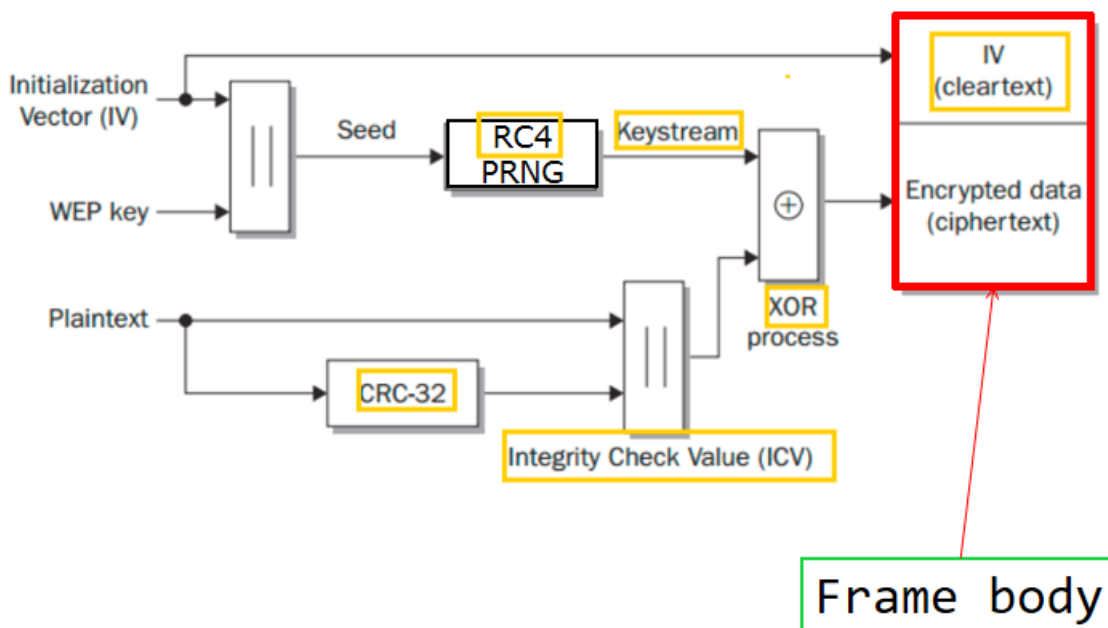 Initialization
Vector (IV)
WEP key
Seed
RC4
PRNG
Keystream
IV
(cleartext)
Encrypted data
(ciphertext)
XOR
process
Plaintext
CRC-32
Integrity Check Value (ICV)
Frame body